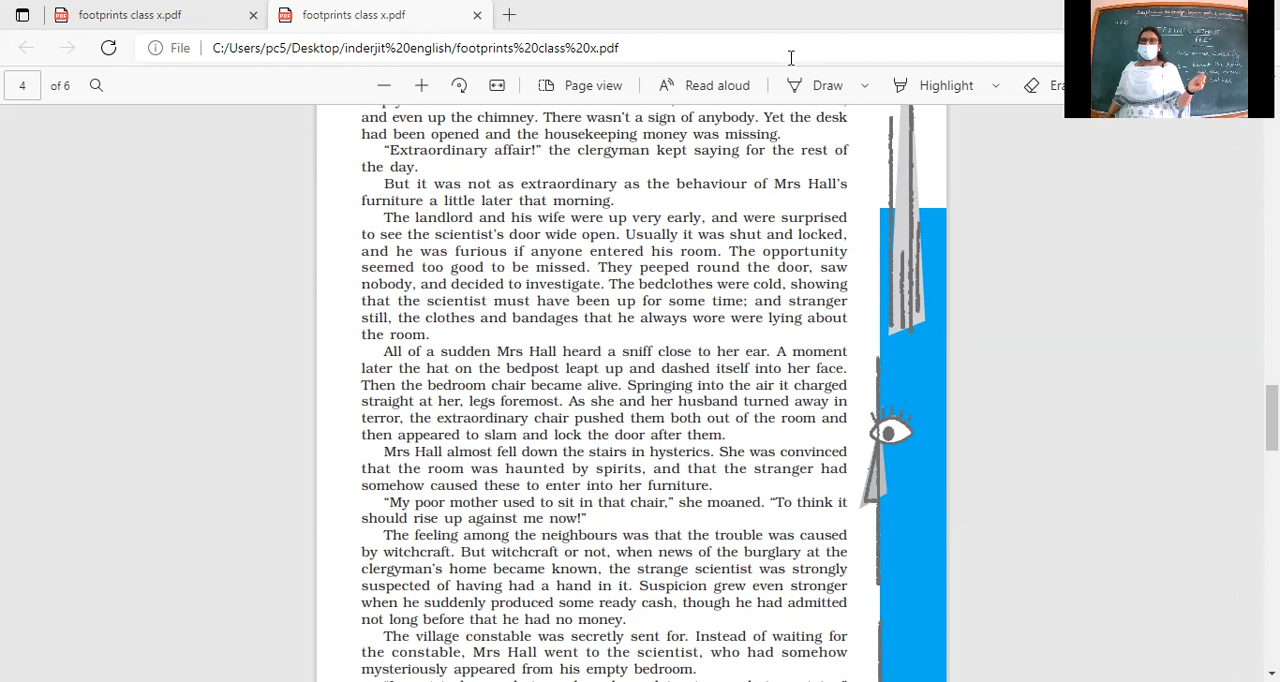 footprints class x.pdf
footprints class x.pdf
File C:/Users/pc5/Desktop/inderjit%20english/footprints%20class%20x.pdf
4 of 6 Page view Read aloud Draw Highlight
and even up the chimney. There wasn't a sign of anybody. Yet the desk
had been opened and the housekeeping money was missing.
“Extraordinary affair!” the clergyman kept saying for the rest of
the day.
But it was not as extraordinary as the behaviour of Mrs Hall's
furniture a little later that morning.
The landlord and his wife were up very early, and were surprised
to see the scientist's door wide open. Usually it was shut and locked,
and he was furious if anyone entered his room. The opportunity
seemed too good to be missed. They peeped round the door, saw
nobody, and decided to investigate. The bedclothes were cold, showing
that the scientist must have been up for some time; and stranger
still, the clothes and bandages that he always wore were lying about
the room.
All of a sudden Mrs Hall heard a sniff close to her ear. A moment
later the hat on the bedpost leapt up and dashed itself into her face.
Then the bedroom chair became alive. Springing into the air it charged
straight at her, legs foremost. As she and her husband turned away in
terror, the extraordinary chair pushed them both out of the room and
then appeared to slam and lock the door after them.
Mrs Hall almost fell down the stairs in hysterics. She was convinced
that the room was haunted by spirits, and that the stranger had
somehow caused these to enter into her furniture.
“My poor mother used to sit in that chair,” she moaned. “To think it
should rise up against me now!”
The feeling among the neighbours was that the trouble was caused
by witchcraft. But witchcraft or not, when news of the burglary at the
clergyman's home became known, the strange scientist was strongly
suspected of having had a hand in it. Suspicion grew even stronger
when he suddenly produced some ready cash, though he had admitted
not long before that he had no money.
The village constable was secretly sent for. Instead of waiting for
the constable, Mrs Hall went to the scientist, who had somehow
mysteriously appeared from his empty bedroom.